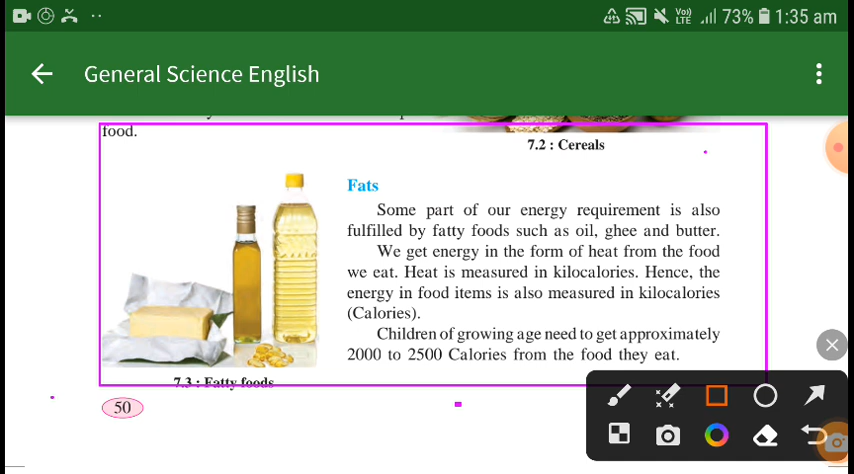 73% 1:35 am
General Science English
food.
7.2 : Cereals
Fats
Some part of our energy requirement is also
fulfilled by fatty foods such as oil, ghee and butter.
We get energy in the form of heat from the food
we eat. Heat is measured in kilocalories. Hence, the
energy in food items is also measured in kilocalories
(Calories).
Children of growing age need to get approximately
2000 to 2500 Calories from the food they eat.
7.3 : Fatty foods
50